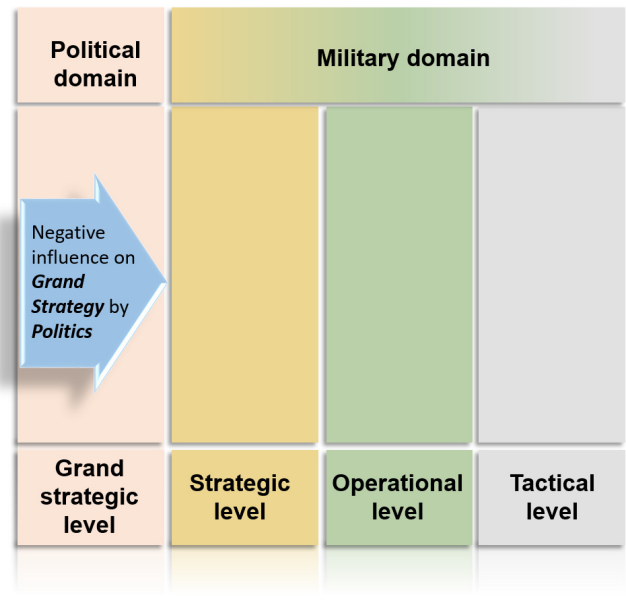 Political
domain
Military domain
Negative
influence on
Grand
Strategy by
Politics
Grand
strategic
level
Strategic
level
Operational
level
Tactical
level